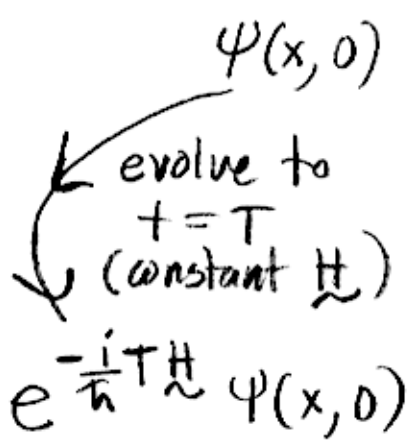 Ψ(x, 0)
evolve to
t = T
(constant H̰)
e^{-i/ħ T H̰} Ψ(x, 0)